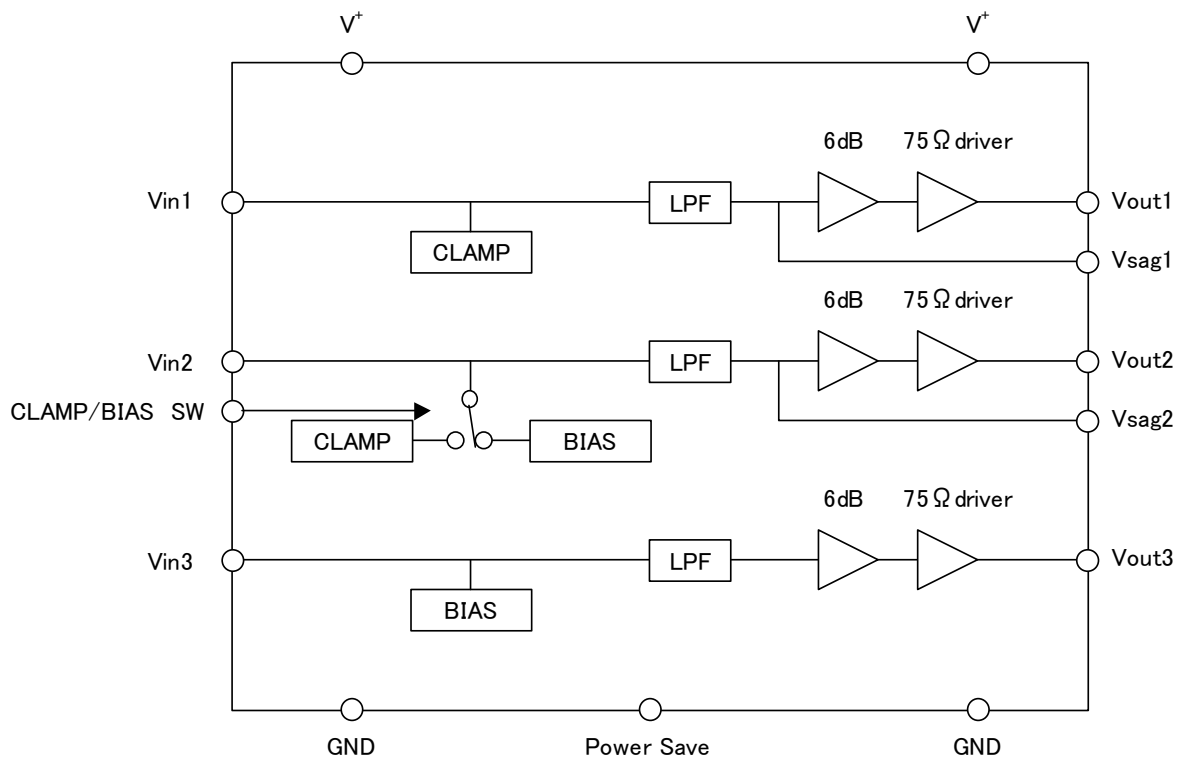 V+
V+
6dB
75Ω driver
Vin1
LPF
Vout1
CLAMP
Vsag1
6dB
75Ω driver
Vin2
LPF
Vout2
CLAMP/BIAS SW
Vsag2
CLAMP
BIAS
6dB
75Ω driver
Vin3
LPF
Vout3
BIAS
GND
Power Save
GND